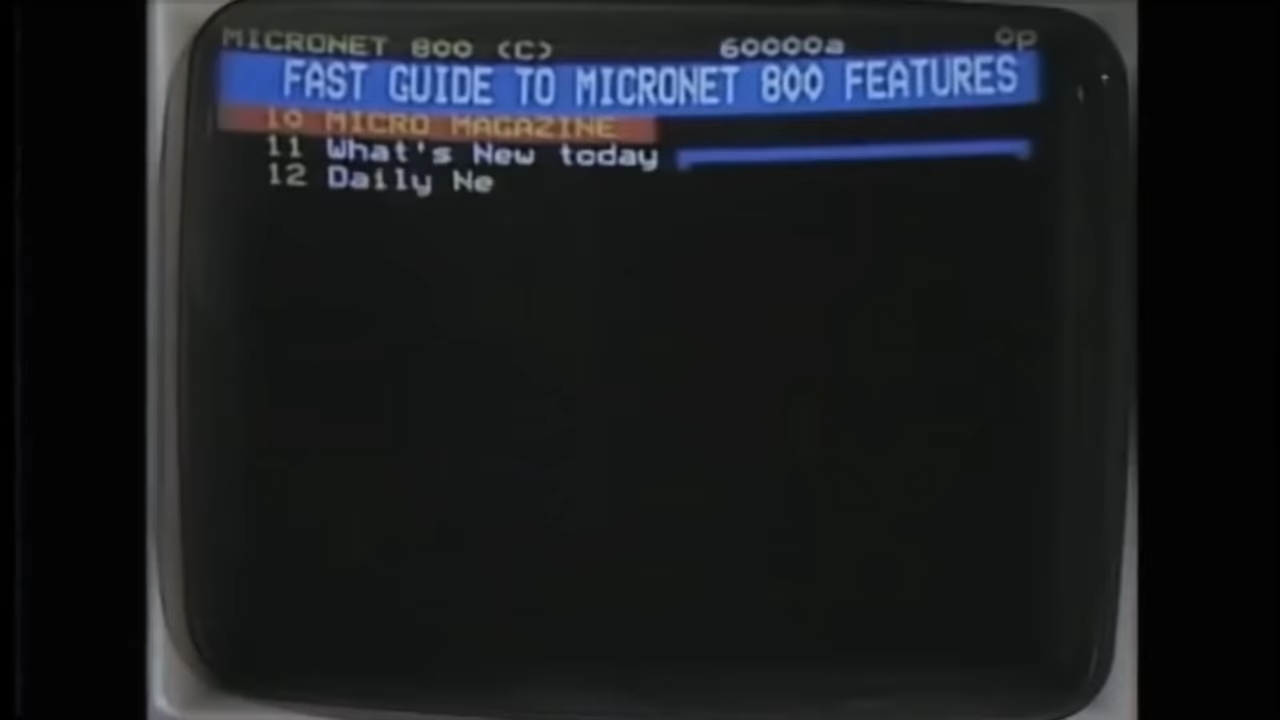 MICRONET 800 (C) 60000a 0p
FAST GUIDE TO MICRONET 800 FEATURES
10 MICRO MAGAZINE
11 What's New today
12 Daily Ne